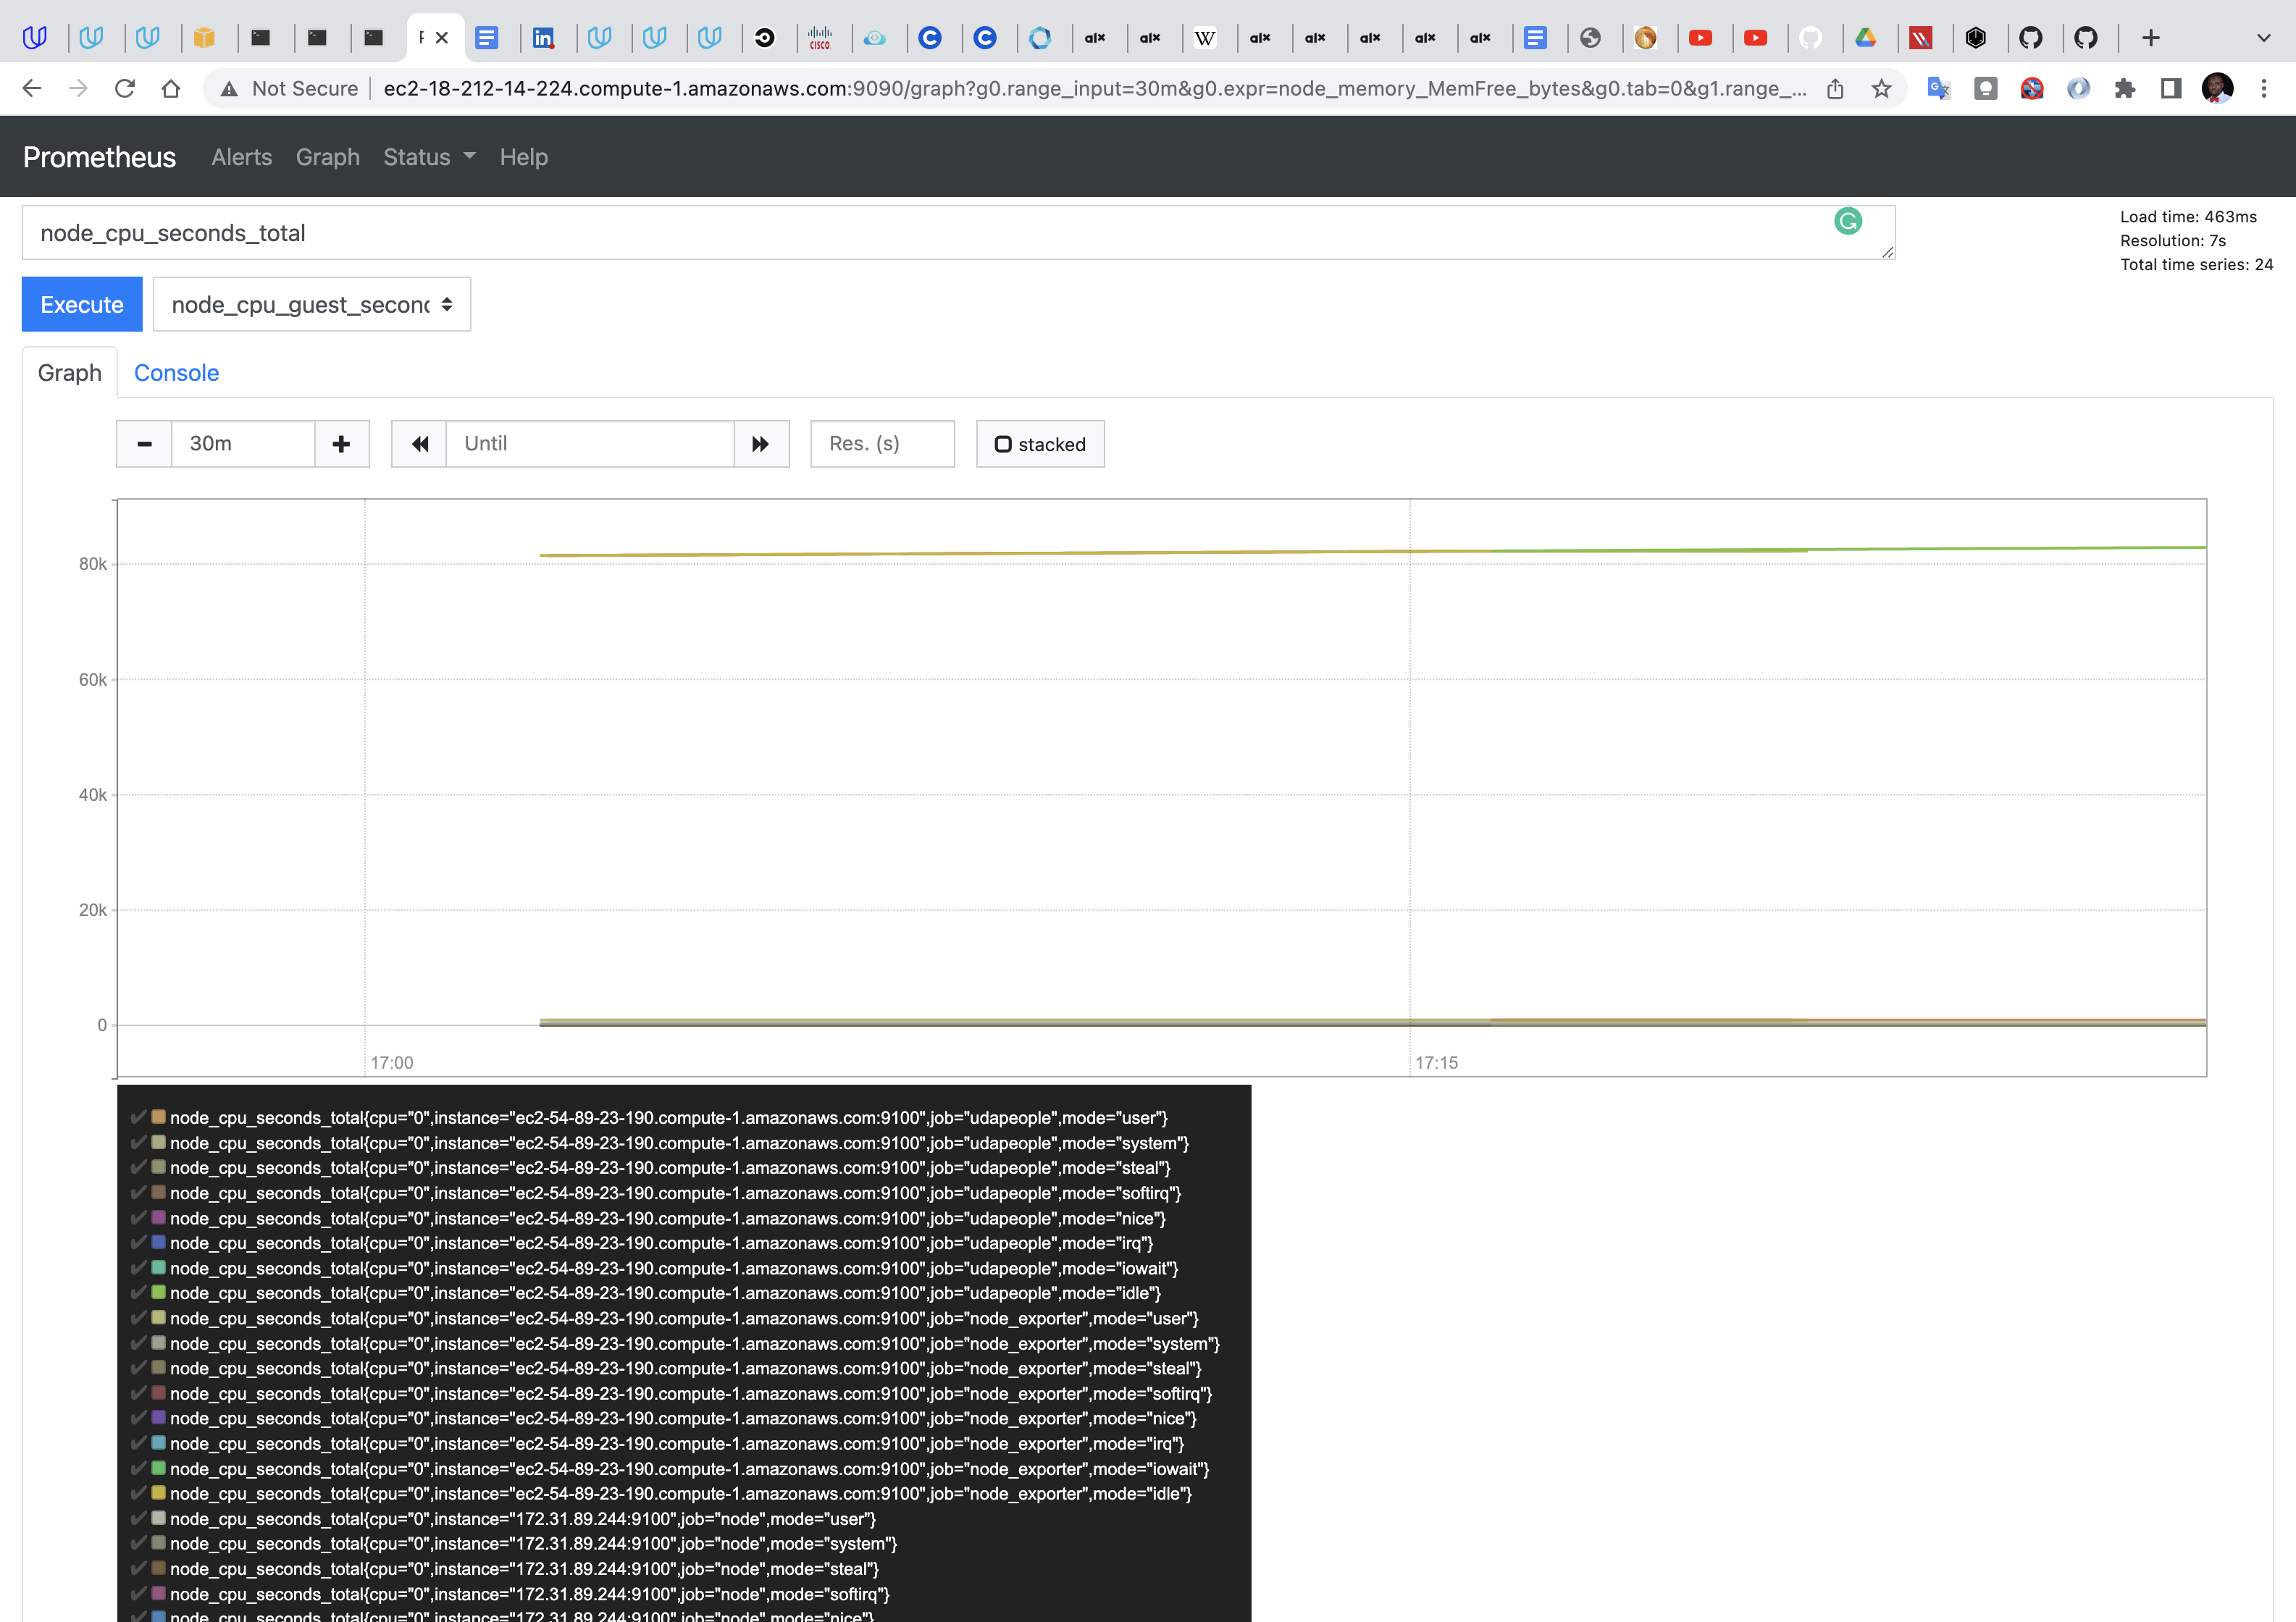 F
in
CISCO
C
C
alx
alx
W
alx
alx
alx
alx
alx
Not Secure ec2-18-212-14-224.compute-1.amazonaws.com:9090/graph?g0.range_input=30m&g0.expr=node_memory_MemFree_bytes&g0.tab=0&g1.range_...
Prometheus Alerts Graph Status Help
node_cpu_seconds_total
Load time: 463ms
Resolution: 7s
Total time series: 24
Execute node_cpu_guest_second
Graph Console
30m Until Res. (s) stacked
80k
60k
40k
20k
0
17:00 17:15
node_cpu_seconds_total{cpu="0",instance="ec2-54-89-23-190.compute-1.amazonaws.com:9100",job="udapeople",mode="user"}
node_cpu_seconds_total{cpu="0",instance="ec2-54-89-23-190.compute-1.amazonaws.com:9100",job="udapeople",mode="system"}
node_cpu_seconds_total{cpu="0",instance="ec2-54-89-23-190.compute-1.amazonaws.com:9100",job="udapeople",mode="steal"}
node_cpu_seconds_total{cpu="0",instance="ec2-54-89-23-190.compute-1.amazonaws.com:9100",job="udapeople",mode="softirq"}
node_cpu_seconds_total{cpu="0",instance="ec2-54-89-23-190.compute-1.amazonaws.com:9100",job="udapeople",mode="nice"}
node_cpu_seconds_total{cpu="0",instance="ec2-54-89-23-190.compute-1.amazonaws.com:9100",job="udapeople",mode="irq"}
node_cpu_seconds_total{cpu="0",instance="ec2-54-89-23-190.compute-1.amazonaws.com:9100",job="udapeople",mode="iowait"}
node_cpu_seconds_total{cpu="0",instance="ec2-54-89-23-190.compute-1.amazonaws.com:9100",job="udapeople",mode="idle"}
node_cpu_seconds_total{cpu="0",instance="ec2-54-89-23-190.compute-1.amazonaws.com:9100",job="node_exporter",mode="user"}
node_cpu_seconds_total{cpu="0",instance="ec2-54-89-23-190.compute-1.amazonaws.com:9100",job="node_exporter",mode="system"}
node_cpu_seconds_total{cpu="0",instance="ec2-54-89-23-190.compute-1.amazonaws.com:9100",job="node_exporter",mode="steal"}
node_cpu_seconds_total{cpu="0",instance="ec2-54-89-23-190.compute-1.amazonaws.com:9100",job="node_exporter",mode="softirq"}
node_cpu_seconds_total{cpu="0",instance="ec2-54-89-23-190.compute-1.amazonaws.com:9100",job="node_exporter",mode="nice"}
node_cpu_seconds_total{cpu="0",instance="ec2-54-89-23-190.compute-1.amazonaws.com:9100",job="node_exporter",mode="irq"}
node_cpu_seconds_total{cpu="0",instance="ec2-54-89-23-190.compute-1.amazonaws.com:9100",job="node_exporter",mode="iowait"}
node_cpu_seconds_total{cpu="0",instance="ec2-54-89-23-190.compute-1.amazonaws.com:9100",job="node_exporter",mode="idle"}
node_cpu_seconds_total{cpu="0",instance="172.31.89.244:9100",job="node",mode="user"}
node_cpu_seconds_total{cpu="0",instance="172.31.89.244:9100",job="node",mode="system"}
node_cpu_seconds_total{cpu="0",instance="172.31.89.244:9100",job="node",mode="steal"}
node_cpu_seconds_total{cpu="0",instance="172.31.89.244:9100",job="node",mode="softirq"}
node_cpu_seconds_total{cpu="0",instance="172.31.89.244:9100",job="node",mode="nice"}